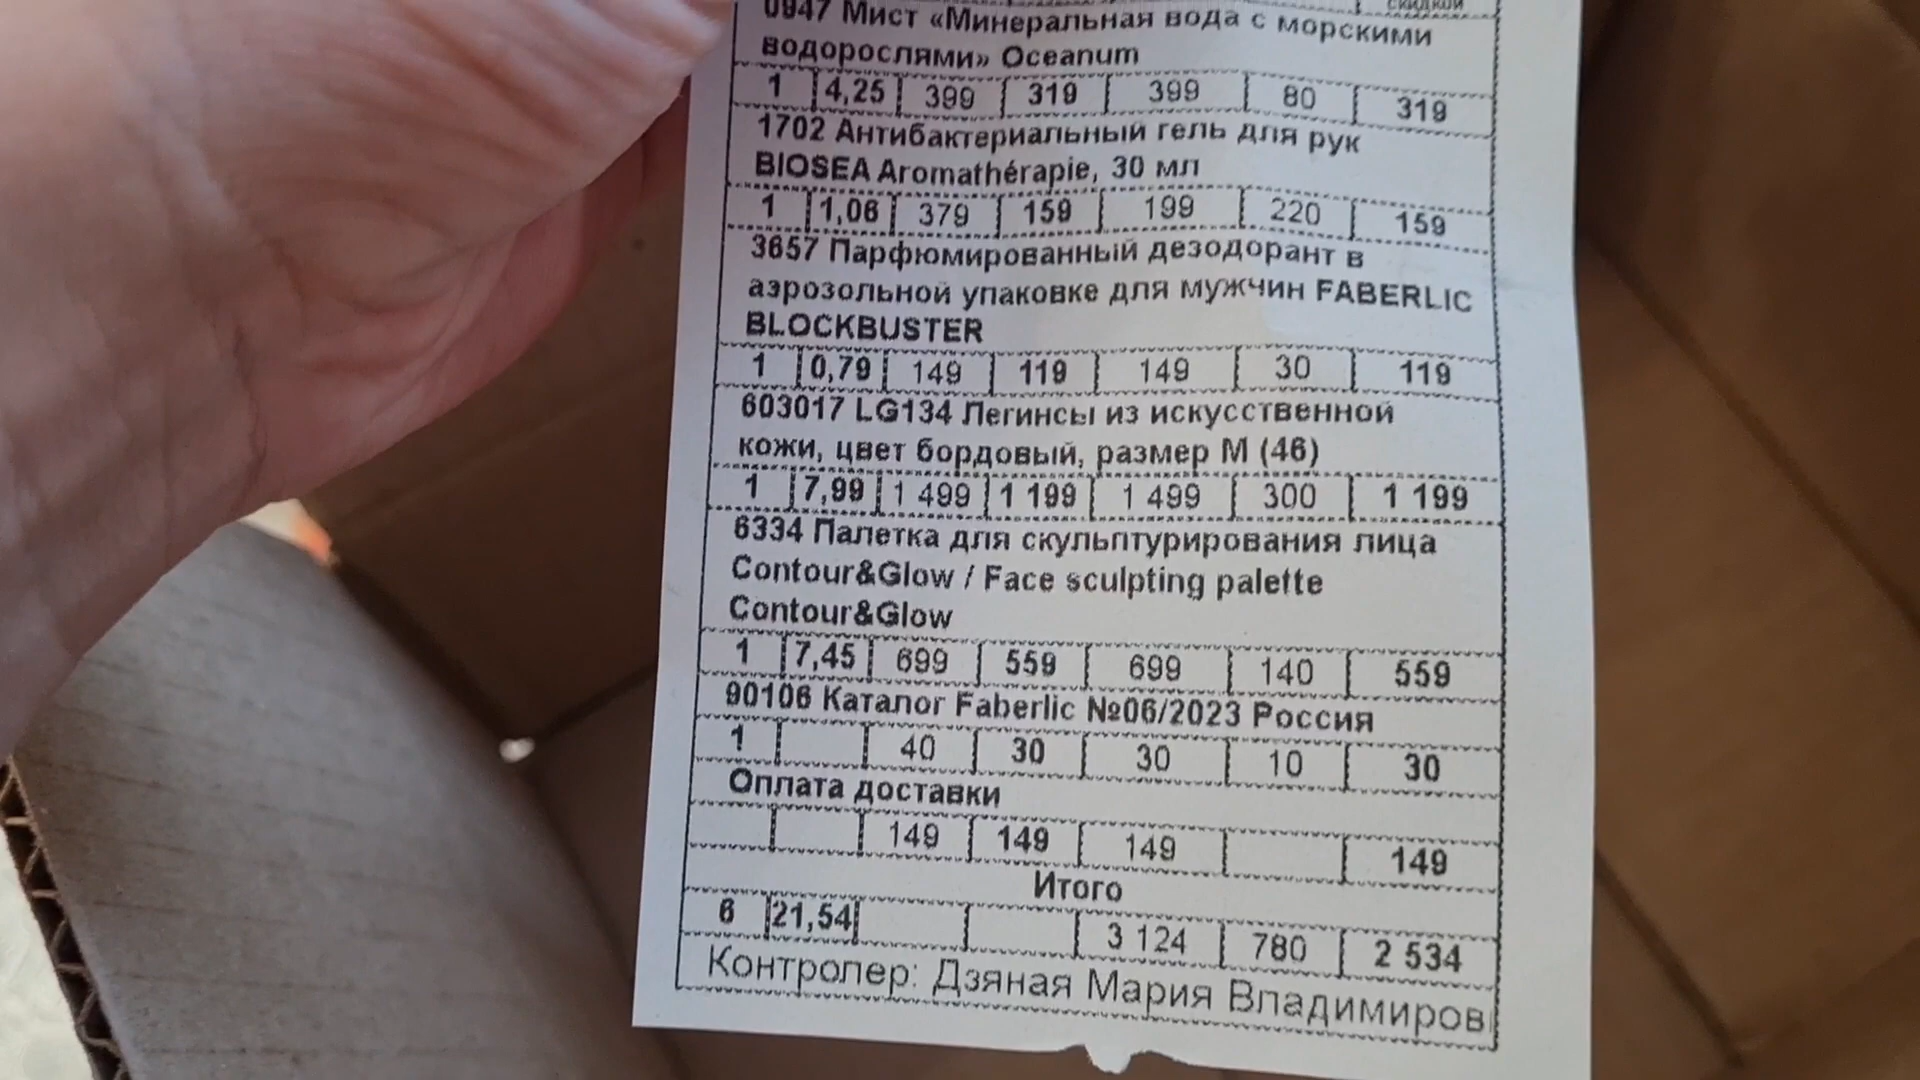 скидкой
0947 Мист «Минеральная вода с морскими
водорослями» Oceanum
1 4,25 399 319 399 80 319
1702 Антибактериальный гель для рук
BIOSEA Aromathérapie, 30 мл
1 1,06 379 159 199 220 159
3657 Парфюмированный дезодорант в
аэрозольной упаковке для мужчин FABERLIC
BLOCKBUSTER
1 0,79 149 119 149 30 119
603017 LG134 Легинсы из искусственной
кожи, цвет бордовый, размер M (46)
1 7,99 1 499 1 199 1 499 300 1 199
6334 Палетка для скульптурирования лица
Contour&Glow / Face sculpting palette
Contour&Glow
1 7,45 699 559 699 140 559
90106 Каталог Faberlic №06/2023 Россия
1 40 30 30 10 30
Оплата доставки
149 149 149 149
Итого
6 21,54 3 124 780 2 534
Контролер: Дзяная Мария Владимиров